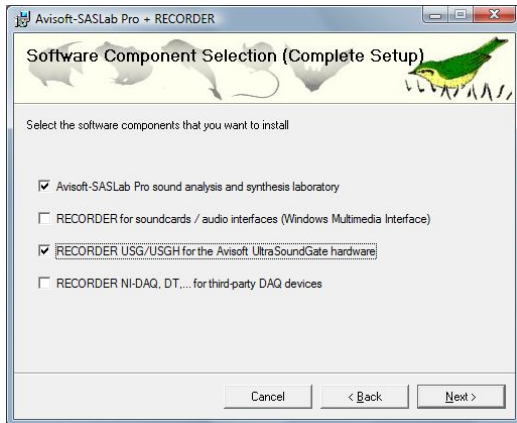 Avisoft-SASLab Pro + RECORDER
Software Component Selection (Complete Setup)
Select the software components that you want to install
Avisoft-SASLab Pro sound analysis and synthesis laboratory
RECORDER for soundcards / audio interfaces (Windows Multimedia Interface)
RECORDER USG/USGH for the Avisoft UltraSoundGate hardware
RECORDER NI-DAQ, DT,... for third-party DAQ devices
Cancel
< Back
Next >